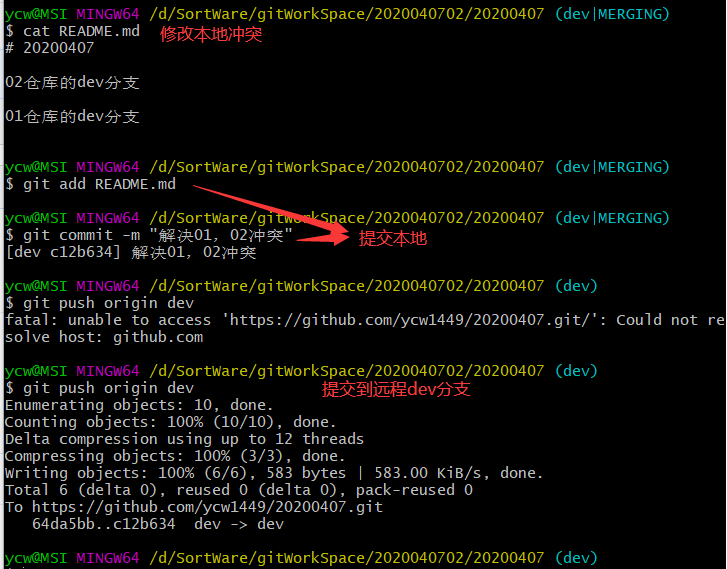 ycw@MSI MINGW64 /d/SortWare/gitWorkSpace/2020040702/20200407 (dev|MERGING)
$ cat README.md 修改本地冲突
# 20200407
02仓库的dev分支
01仓库的dev分支
ycw@MSI MINGW64 /d/SortWare/gitWorkSpace/2020040702/20200407 (dev|MERGING)
$ git add README.md
ycw@MSI MINGW64 /d/SortWare/gitWorkSpace/2020040702/20200407 (dev|MERGING)
$ git commit -m "解决01，02冲突" 提交本地
[dev c12b634] 解决01，02冲突
ycw@MSI MINGW64 /d/SortWare/gitWorkSpace/2020040702/20200407 (dev)
$ git push origin dev
fatal: unable to access 'https://github.com/ycw1449/20200407.git/': Could not re
solve host: github.com
ycw@MSI MINGW64 /d/SortWare/gitWorkSpace/2020040702/20200407 (dev)
$ git push origin dev 提交到远程dev分支
Enumerating objects: 10, done.
Counting objects: 100% (10/10), done.
Delta compression using up to 12 threads
Compressing objects: 100% (3/3), done.
Writing objects: 100% (6/6), 583 bytes | 583.00 KiB/s, done.
Total 6 (delta 0), reused 0 (delta 0), pack-reused 0
To https://github.com/ycw1449/20200407.git
64da5bb..c12b634 dev -> dev
ycw@MSI MINGW64 /d/SortWare/gitWorkSpace/2020040702/20200407 (dev)